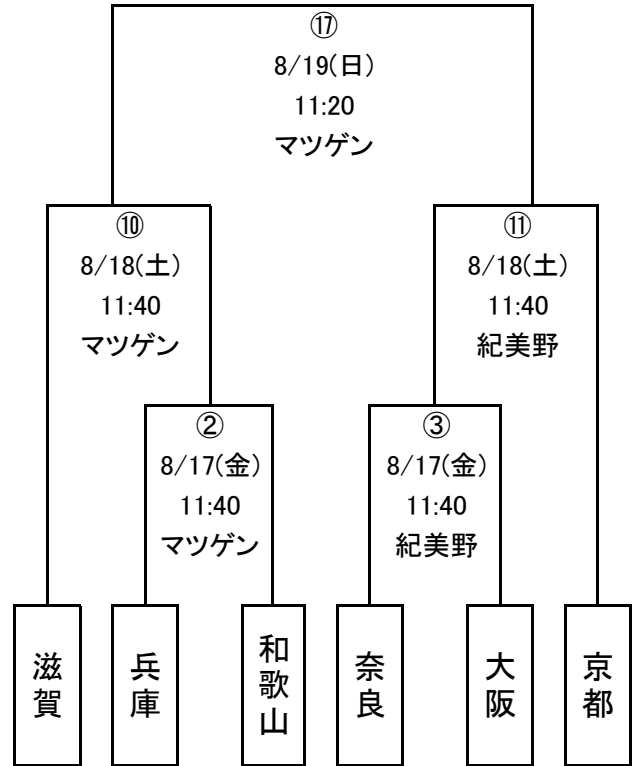 ⑰
8/19(日)
11:20
マツゲン
⑩
8/18(土)
11:40
マツゲン
⑪
8/18(土)
11:40
紀美野
②
8/17(金)
11:40
マツゲン
③
8/17(金)
11:40
紀美野
滋賀
兵庫
和歌山
奈良
大阪
京都